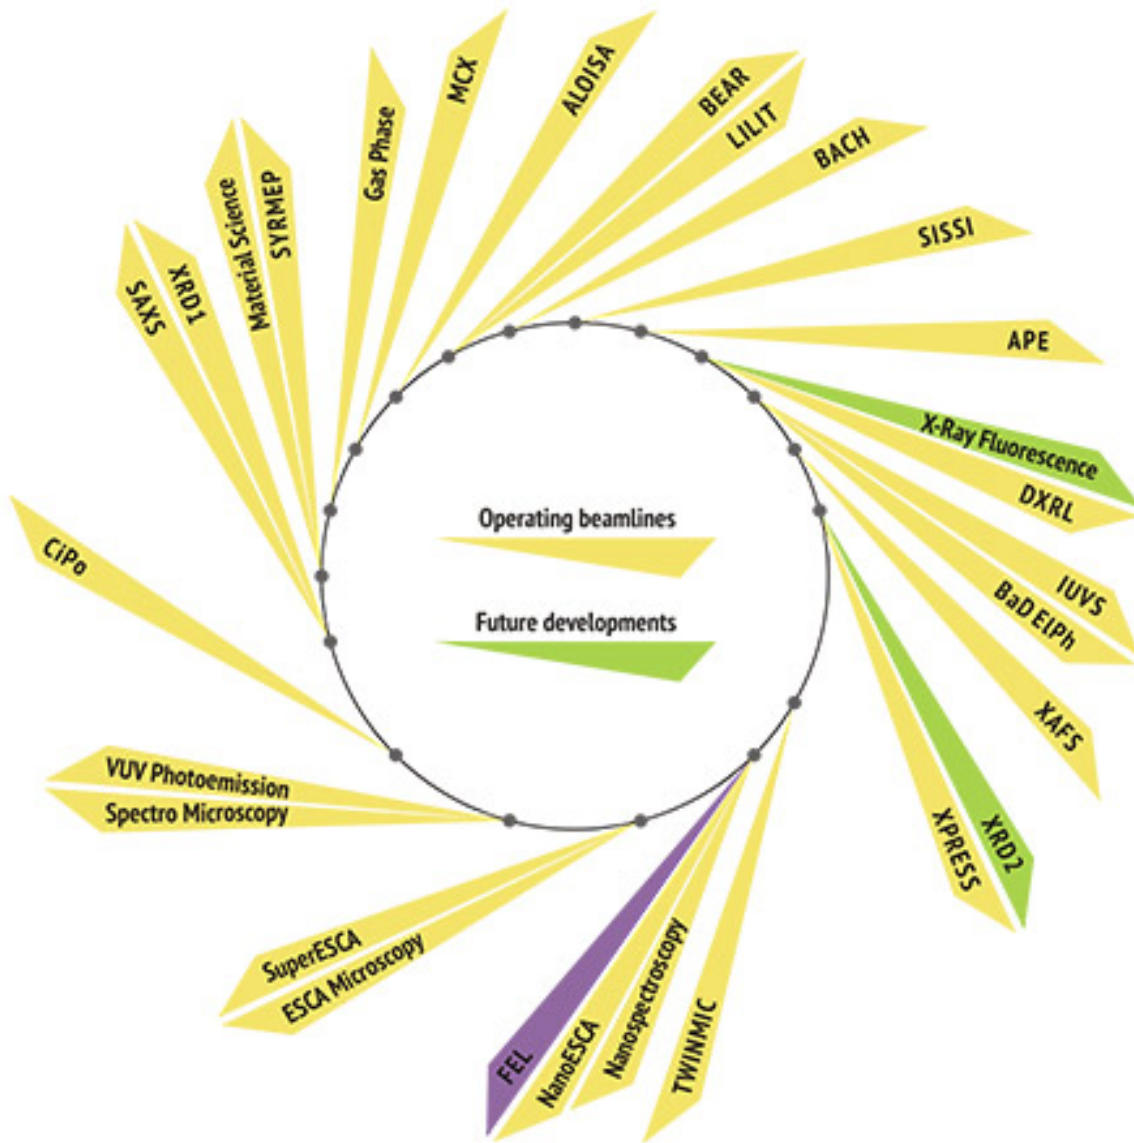 MCX
ALOISA
BEAR
LILIT
BACH
SISSI
APE
X-Ray Fluorescence
DXRL
IUVS
BaD ElPh
XAFS
XRD2
XPRESS
TWINMIC
Nanospectroscopy
NanoESCA
FEL
ESCA Microscopy
SuperESCA
Spectro Microscopy
VUV Photoemission
CiPo
SAXS
XRD1
Material Science
SYRMEP
Gas Phase
Operating beamlines
Future developments